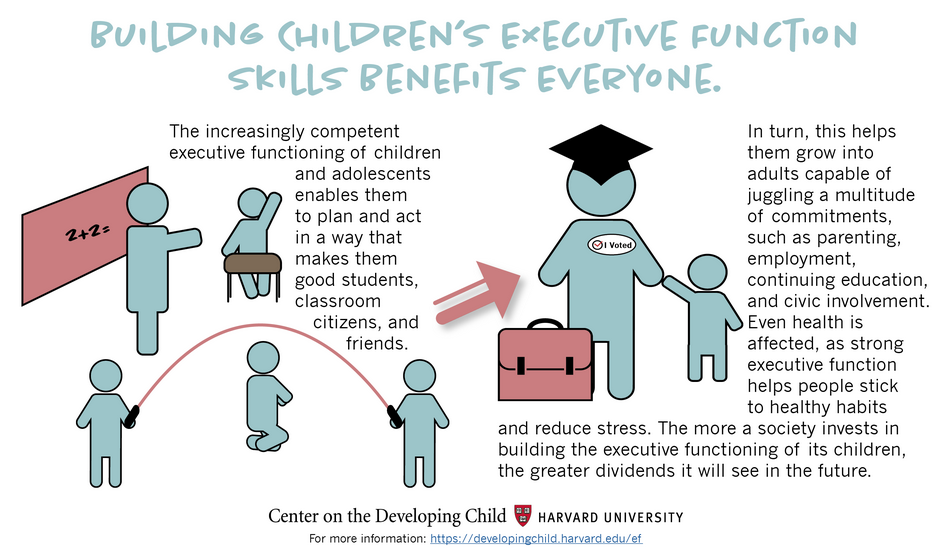 BUILDING CHILDREN'S EXECUTIVE FUNCTION
SKILLS BENEFITS EVERYONE.
The increasingly competent
executive functioning of children
and adolescents
enables them
to plan and act
in a way that
makes them
good students,
classroom
citizens, and
friends.
2+2=
I Voted
In turn, this helps
them grow into
adults capable of
juggling a multitude
of commitments,
such as parenting,
employment,
continuing education,
and civic involvement.
Even health is
affected, as strong
executive function
helps people stick
to healthy habits
and reduce stress. The more a society invests in
building the executive functioning of its children,
the greater dividends it will see in the future.
Center on the Developing Child HARVARD UNIVERSITY
For more information: https://developingchild.harvard.edu/ef